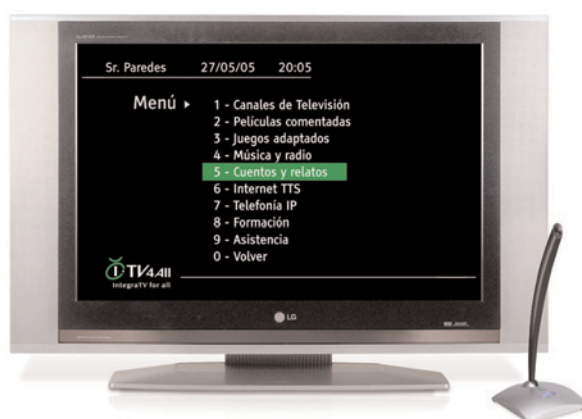 Sr. Paredes 27/05/05 20:05
Menú ▸
1 - Canales de Televisión
2 - Películas comentadas
3 - Juegos adaptados
4 - Música y radio
5 - Cuentos y relatos
6 - Internet TTS
7 - Telefonía IP
8 - Formación
9 - Asistencia
0 - Volver
TV4All
IntegraTV for all
LG